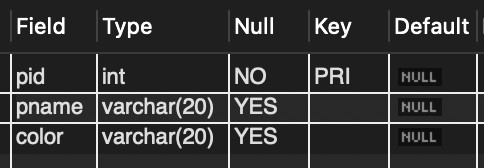 Field Type Null Key Default
pid int NO PRI NULL
pname varchar(20) YES NULL
color varchar(20) YES NULL